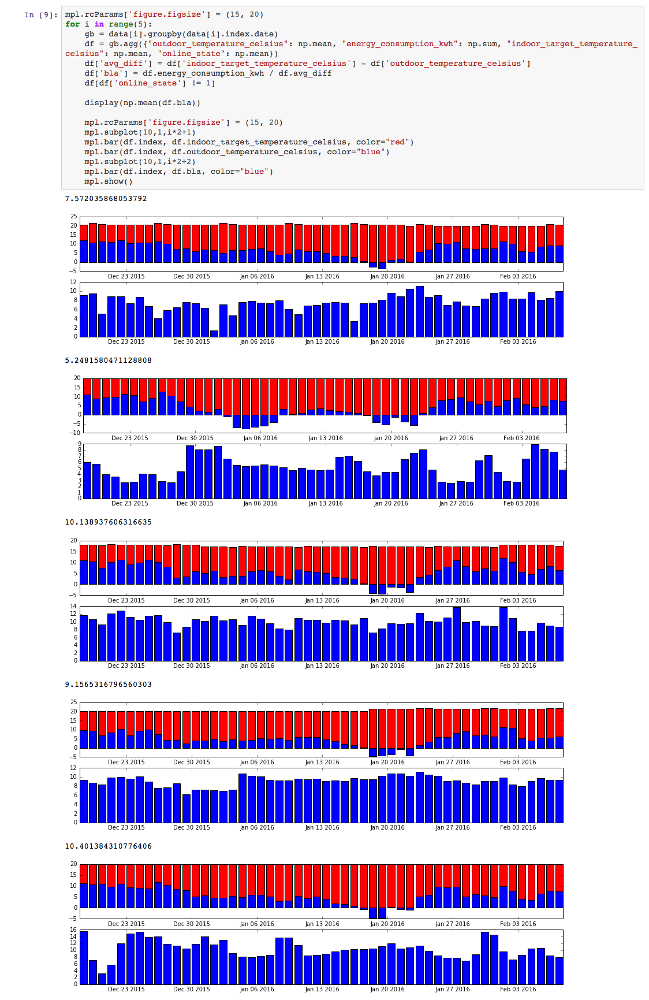 In [9]:
mpl.rcParams['figure.figsize'] = (15, 20)
for i in range(5):
    gb = data[i].groupby(data[i].index.date)
    df = gb.agg({"outdoor_temperature_celsius": np.mean, "energy_consumption_kwh": np.sum, "indoor_target_temperature_
celsius": np.mean, "online_state": np.mean})
    df['avg_diff'] = df['indoor_target_temperature_celsius'] - df['outdoor_temperature_celsius']
    df['bla'] = df.energy_consumption_kwh / df.avg_diff
    df[df['online_state'] != 1]
    display(np.mean(df.bla))
    mpl.rcParams['figure.figsize'] = (15, 20)
    mpl.subplot(10,1,i*2+1)
    mpl.bar(df.index, df.indoor_target_temperature_celsius, color="red")
    mpl.bar(df.index, df.outdoor_temperature_celsius, color="blue")
    mpl.subplot(10,1,i*2+2)
    mpl.bar(df.index, df.bla, color="blue")
    mpl.show()
7.572035868053792
25
20
15
10
5
0
−5
Dec 23 2015 Dec 30 2015 Jan 06 2016 Jan 13 2016 Jan 20 2016 Jan 27 2016 Feb 03 2016
12
10
8
6
4
2
0
Dec 23 2015 Dec 30 2015 Jan 06 2016 Jan 13 2016 Jan 20 2016 Jan 27 2016 Feb 03 2016
5.2481580471128808
20
15
10
5
0
−5
−10
Dec 23 2015 Dec 30 2015 Jan 06 2016 Jan 13 2016 Jan 20 2016 Jan 27 2016 Feb 03 2016
9
8
7
6
5
4
3
2
1
0
Dec 23 2015 Dec 30 2015 Jan 06 2016 Jan 13 2016 Jan 20 2016 Jan 27 2016 Feb 03 2016
10.138937606316635
20
15
10
5
0
−5
Dec 23 2015 Dec 30 2015 Jan 06 2016 Jan 13 2016 Jan 20 2016 Jan 27 2016 Feb 03 2016
14
12
10
8
6
4
2
0
Dec 23 2015 Dec 30 2015 Jan 06 2016 Jan 13 2016 Jan 20 2016 Jan 27 2016 Feb 03 2016
9.1565316796560303
25
20
15
10
5
0
−5
Dec 23 2015 Dec 30 2015 Jan 06 2016 Jan 13 2016 Jan 20 2016 Jan 27 2016 Feb 03 2016
12
10
8
6
4
2
0
Dec 23 2015 Dec 30 2015 Jan 06 2016 Jan 13 2016 Jan 20 2016 Jan 27 2016 Feb 03 2016
10.401384310776406
20
15
10
5
0
−5
Dec 23 2015 Dec 30 2015 Jan 06 2016 Jan 13 2016 Jan 20 2016 Jan 27 2016 Feb 03 2016
16
14
12
10
8
6
4
2
0
Dec 23 2015 Dec 30 2015 Jan 06 2016 Jan 13 2016 Jan 20 2016 Jan 27 2016 Feb 03 2016